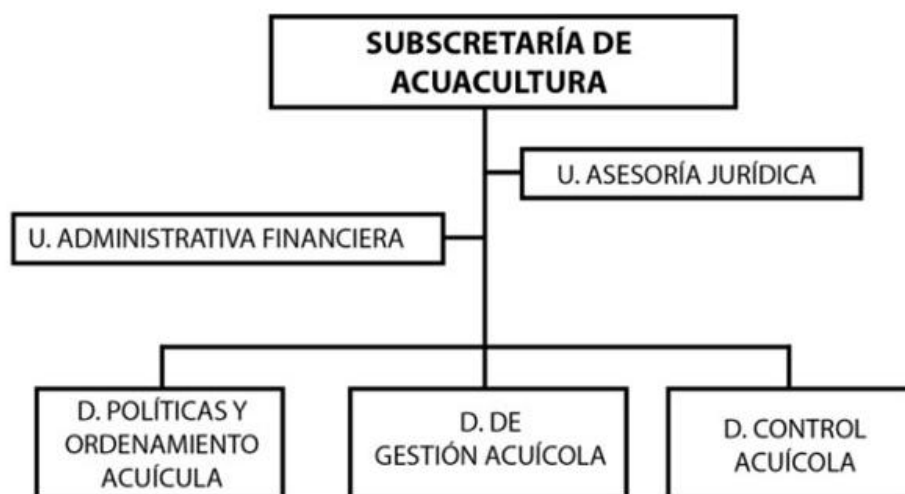 SUBSCRETARÍA DE
ACUACULTURA
U. ASESORÍA JURÍDICA
U. ADMINISTRATIVA FINANCIERA
D. POLÍTICAS Y
ORDENAMIENTO
ACUÍCULA
D. DE
GESTIÓN ACUÍCOLA
D. CONTROL
ACUÍCOLA